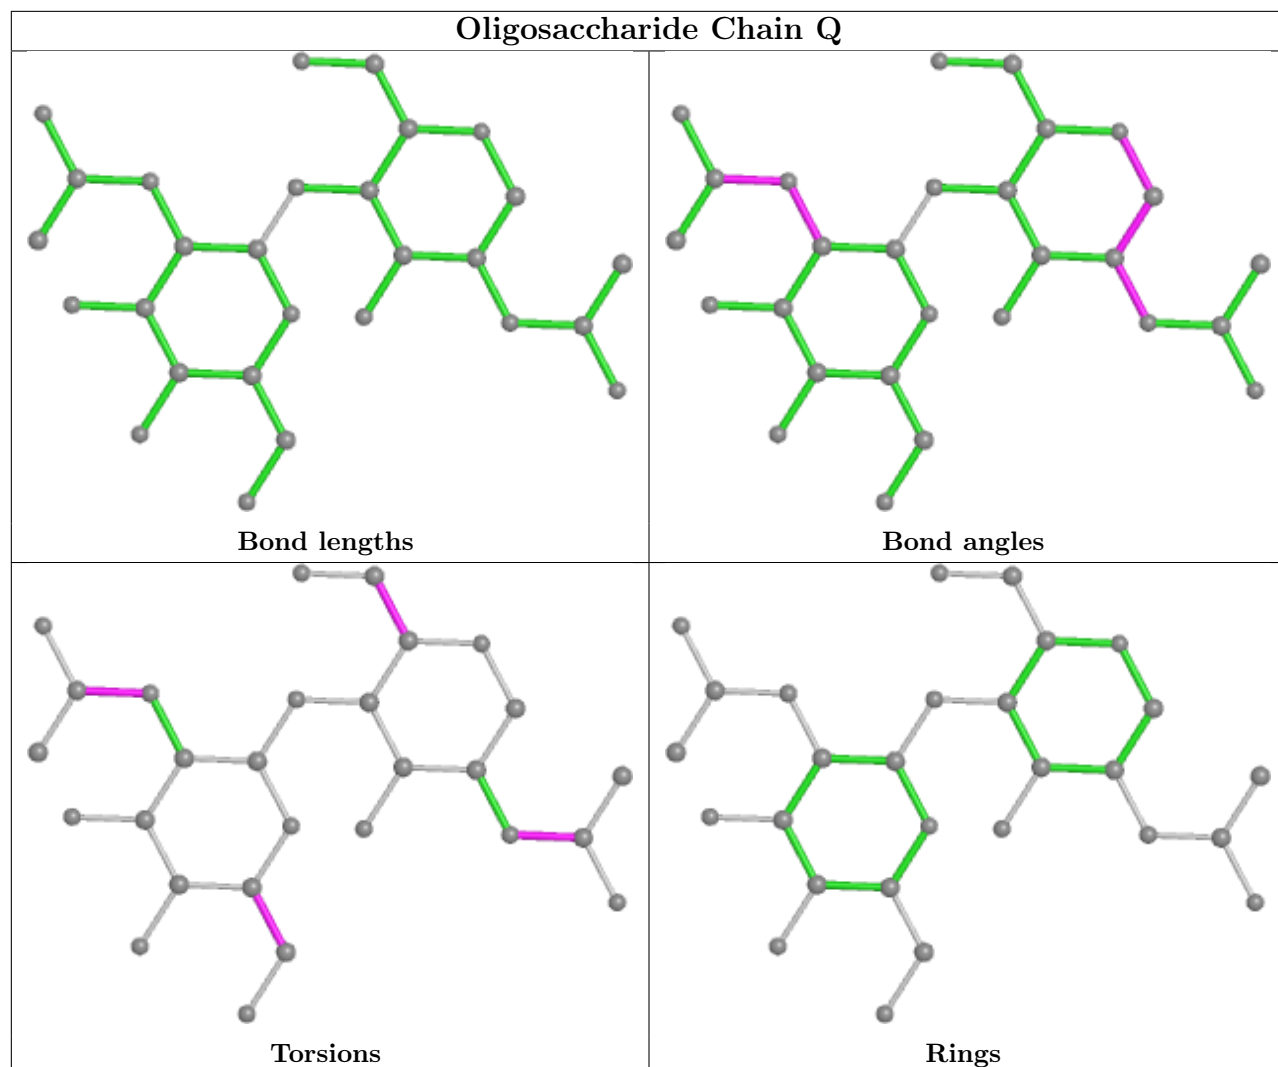 Oligosaccharide Chain Q
Bond lengths
Bond angles
Torsions
Rings